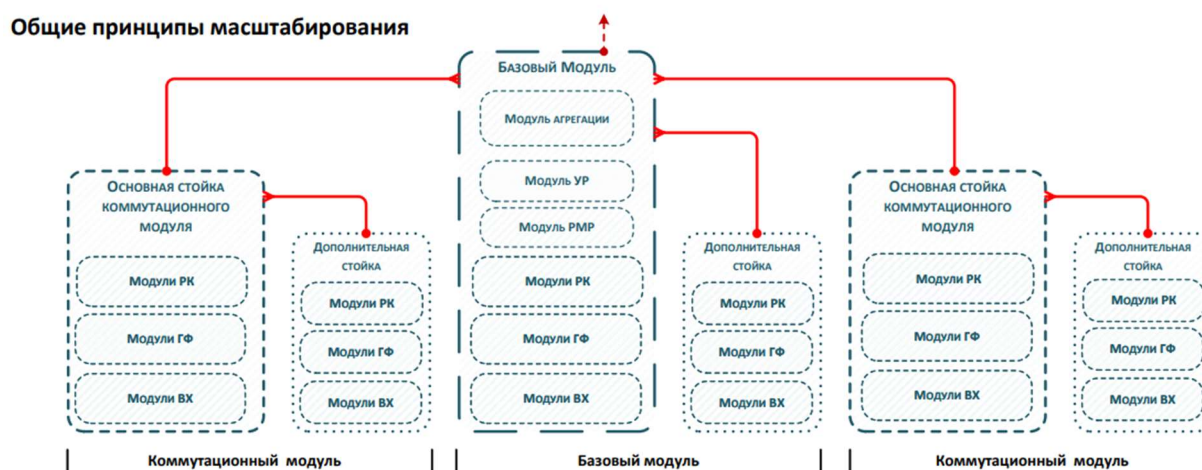 Общие принципы масштабирования
Базовый Модуль
Модуль агрегации
Модуль УР
Модуль РМР
Модули РК
Модули ГФ
Модули ВХ
Основная стойка
коммутационного
модуля
Модули РК
Модули ГФ
Модули ВХ
Дополнительная
стойка
Модули РК
Модули ГФ
Модули ВХ
Дополнительная
стойка
Модули РК
Модули ГФ
Модули ВХ
Основная стойка
коммутационного
модуля
Модули РК
Модули ГФ
Модули ВХ
Дополнительная
стойка
Модули РК
Модули ГФ
Модули ВХ
Коммутационный модуль
Базовый модуль
Коммутационный модуль